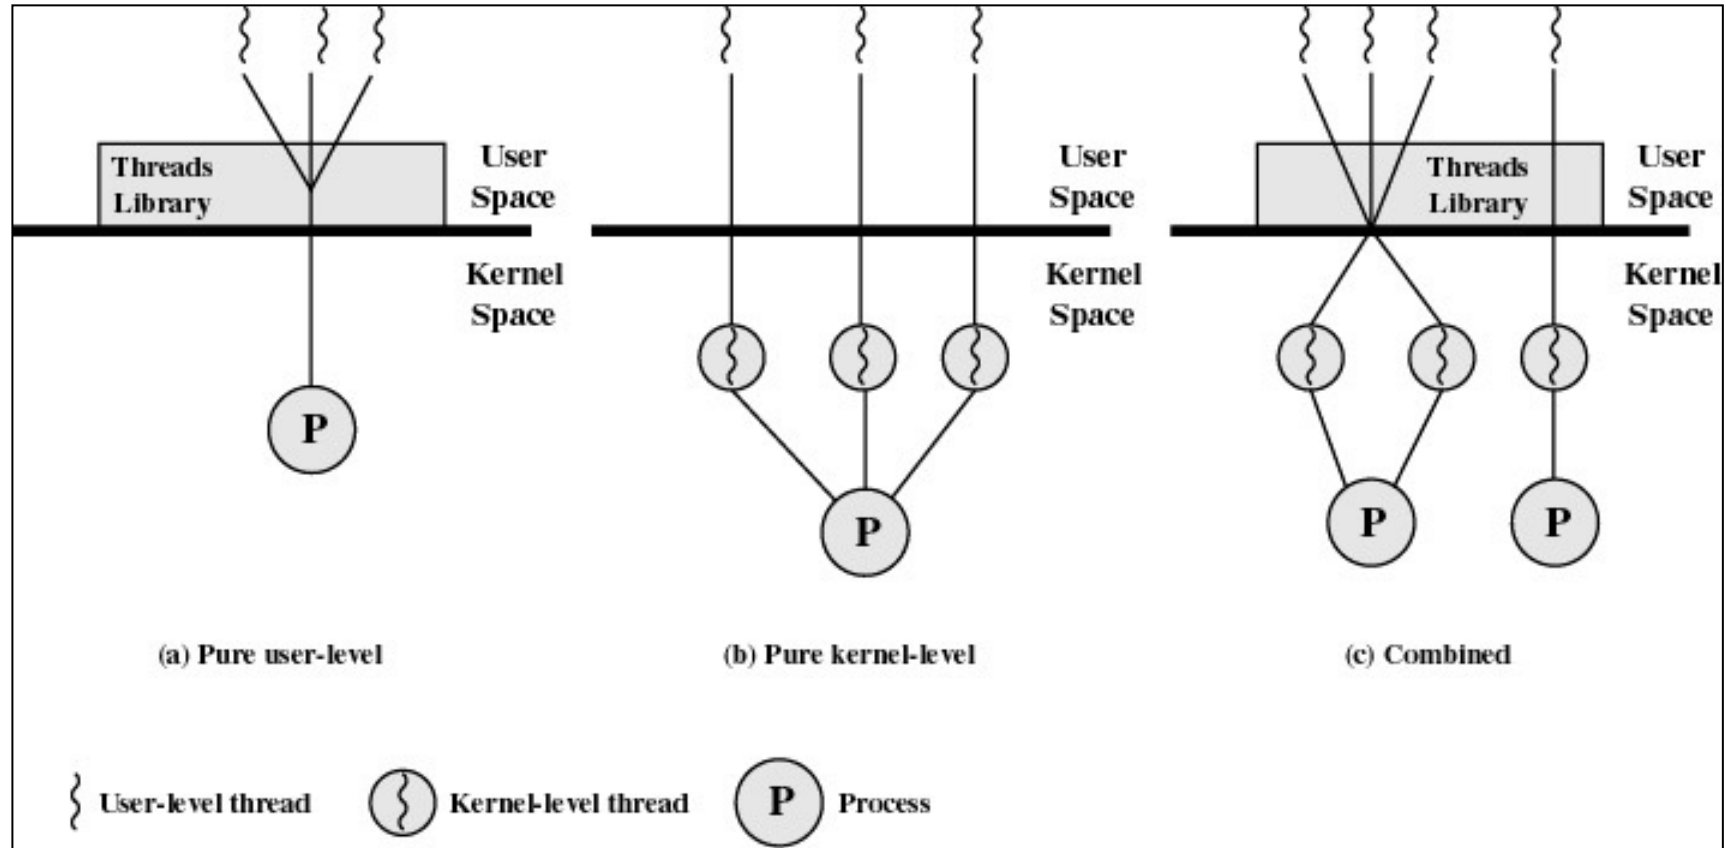 Threads
Library
User
Space
Kernel
Space
P
(a) Pure user-level
User
Space
Kernel
Space
P
(b) Pure kernel-level
Threads
Library
User
Space
Kernel
Space
P
P
(c) Combined
User-level thread
Kernel-level thread
P
Process